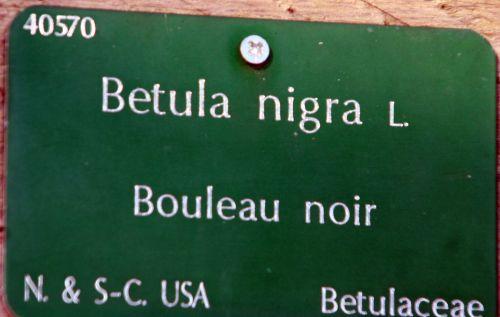 40570
Betula nigra L.
Bouleau noir
N. & S-C. USA
Betulaceae